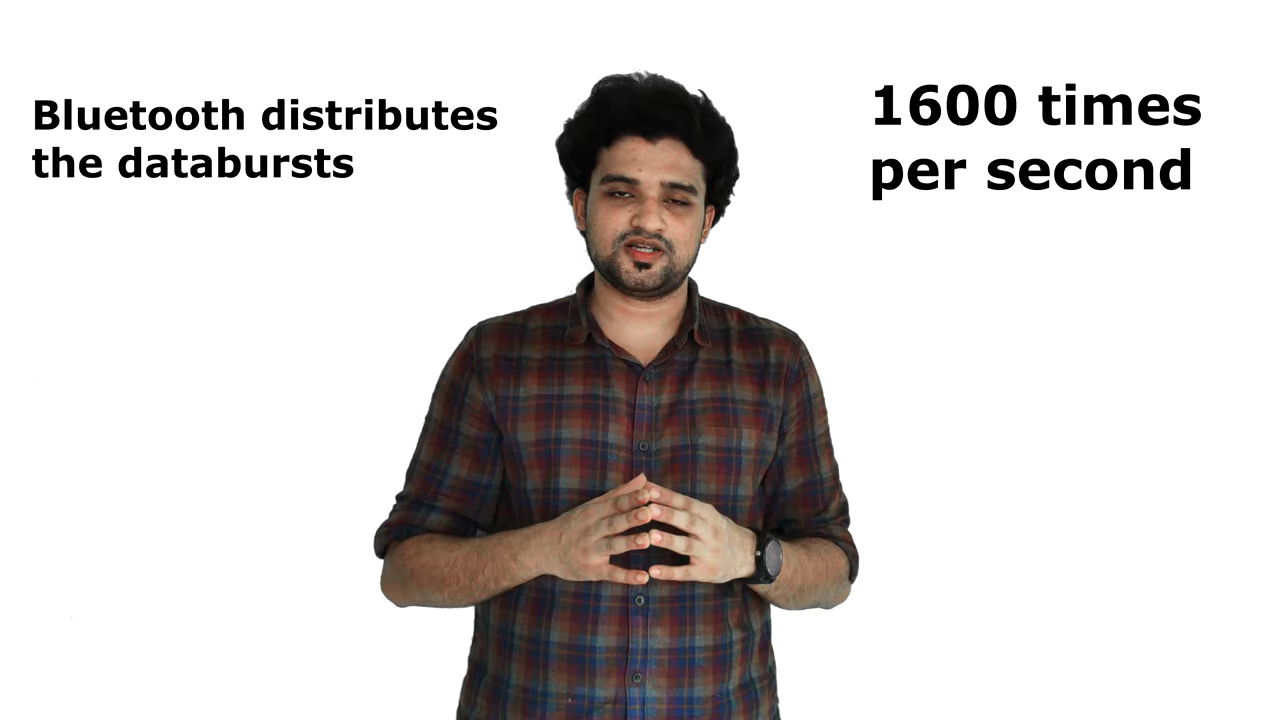 Bluetooth distributes
the databursts
1600 times
per second